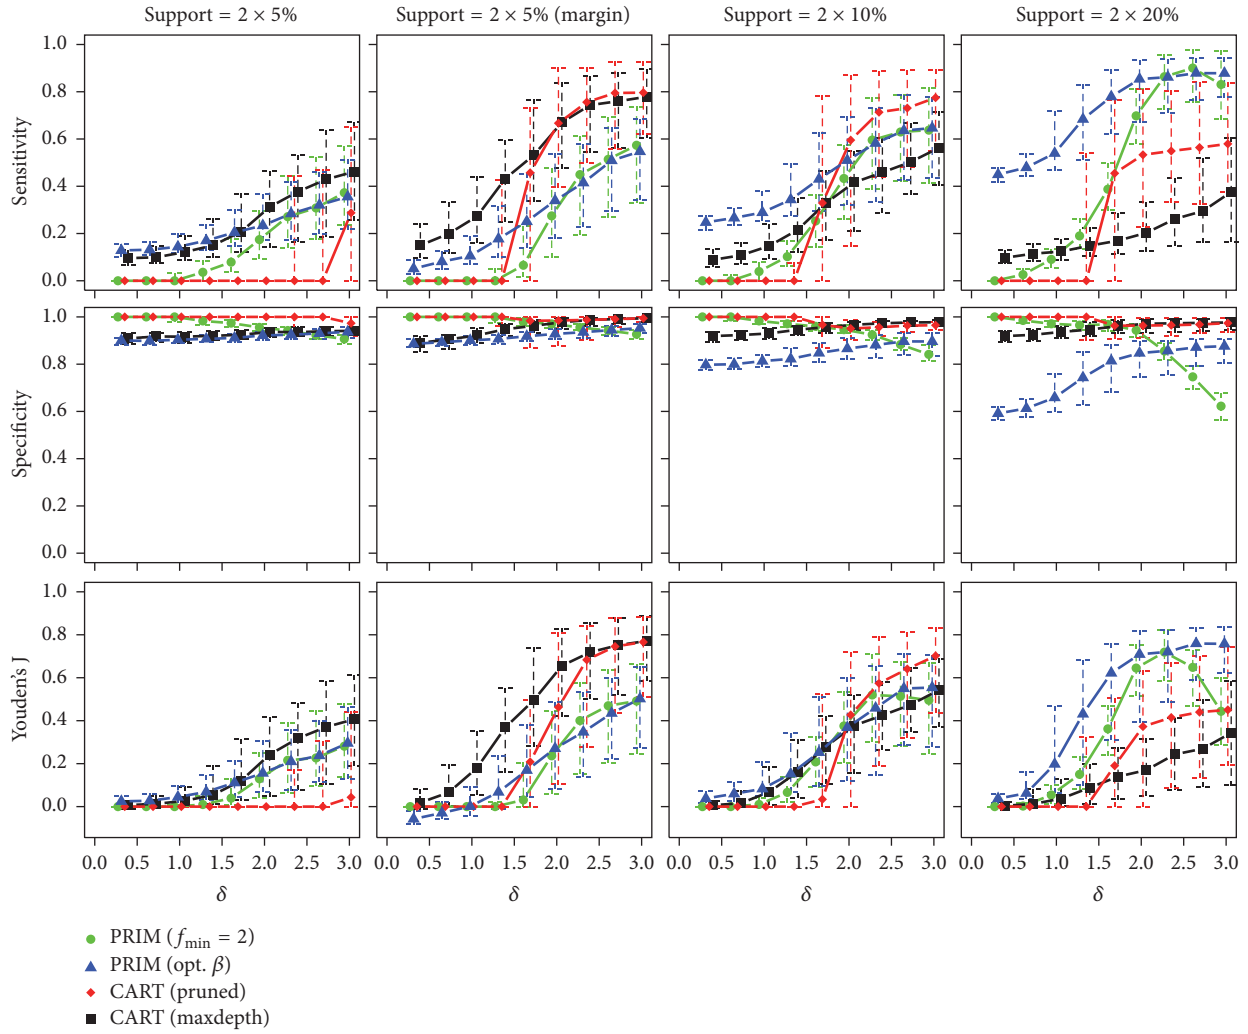 Support = 2 × 5%
Support = 2 × 5% (margin)
Support = 2 × 10%
Support = 2 × 20%
Sensitivity
1.0
0.8
0.6
0.4
0.2
0.0
Specificity
1.0
0.8
0.6
0.4
0.2
0.0
Youden's J
1.0
0.8
0.6
0.4
0.2
0.0
0.0 0.5 1.0 1.5 2.0 2.5 3.0
0.0 0.5 1.0 1.5 2.0 2.5 3.0
0.0 0.5 1.0 1.5 2.0 2.5 3.0
0.0 0.5 1.0 1.5 2.0 2.5 3.0
δ
δ
δ
δ
PRIM (f_min = 2)
PRIM (opt. β)
CART (pruned)
CART (maxdepth)